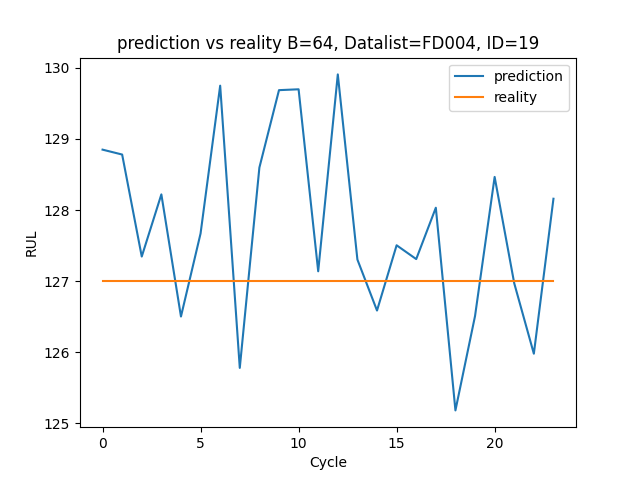 prediction vs reality B=64, Datalist=FD004, ID=19
prediction
reality
130
129
128
127
126
125
RUL
0
5
10
15
20
Cycle